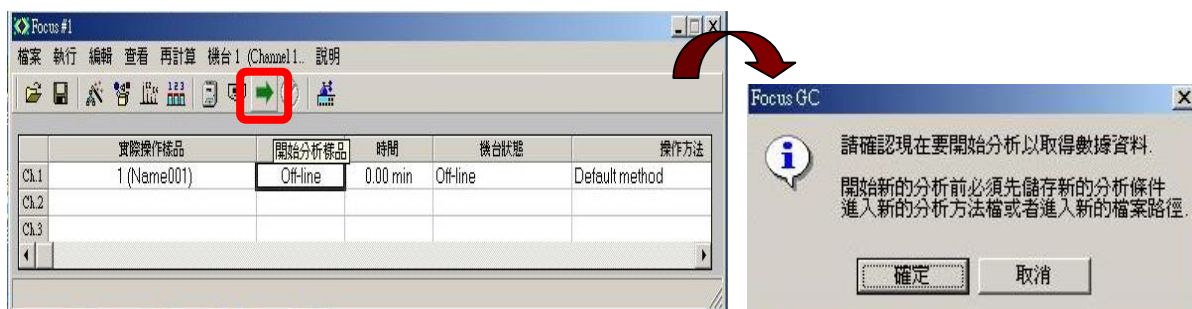 Focus #1
檔案 執行 編輯 查看 再計算 機台 1 (Channel 1.. 說明
1 2 3
實際操作樣品 開始分析樣品 時間 機台狀態 操作方法
Ch.1 1 (Name001) Off-line 0.00 min Off-line Default method
Ch.2
Ch.3
Focus GC
請確認現在要開始分析以取得數據資料.
開始新的分析前必須先儲存新的分析條件
進入新的分析方法檔或者進入新的檔案路徑.
確定 取消